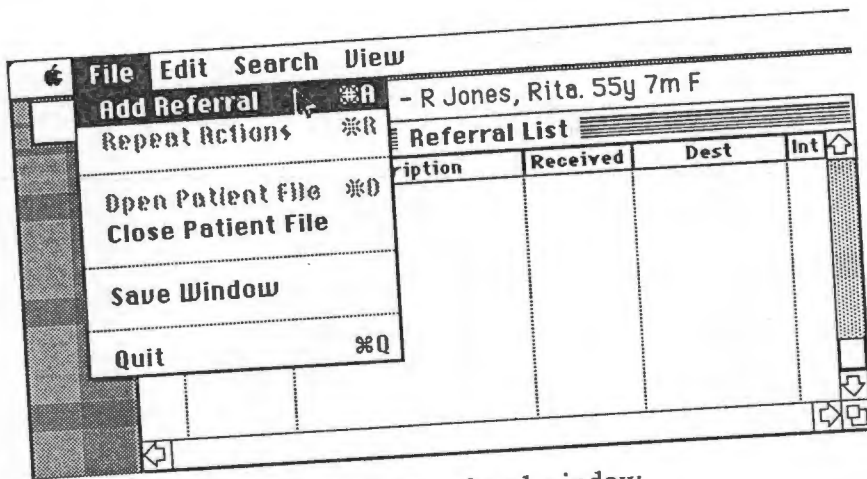 File Edit Search View
Add Referral ⌘A
- R Jones, Rita. 55y 7m F
Repeat Actions ⌘R
Referral List
ription Received Dest Int
Open Patient File ⌘O
Close Patient File
Save Window
Quit ⌘Q
window